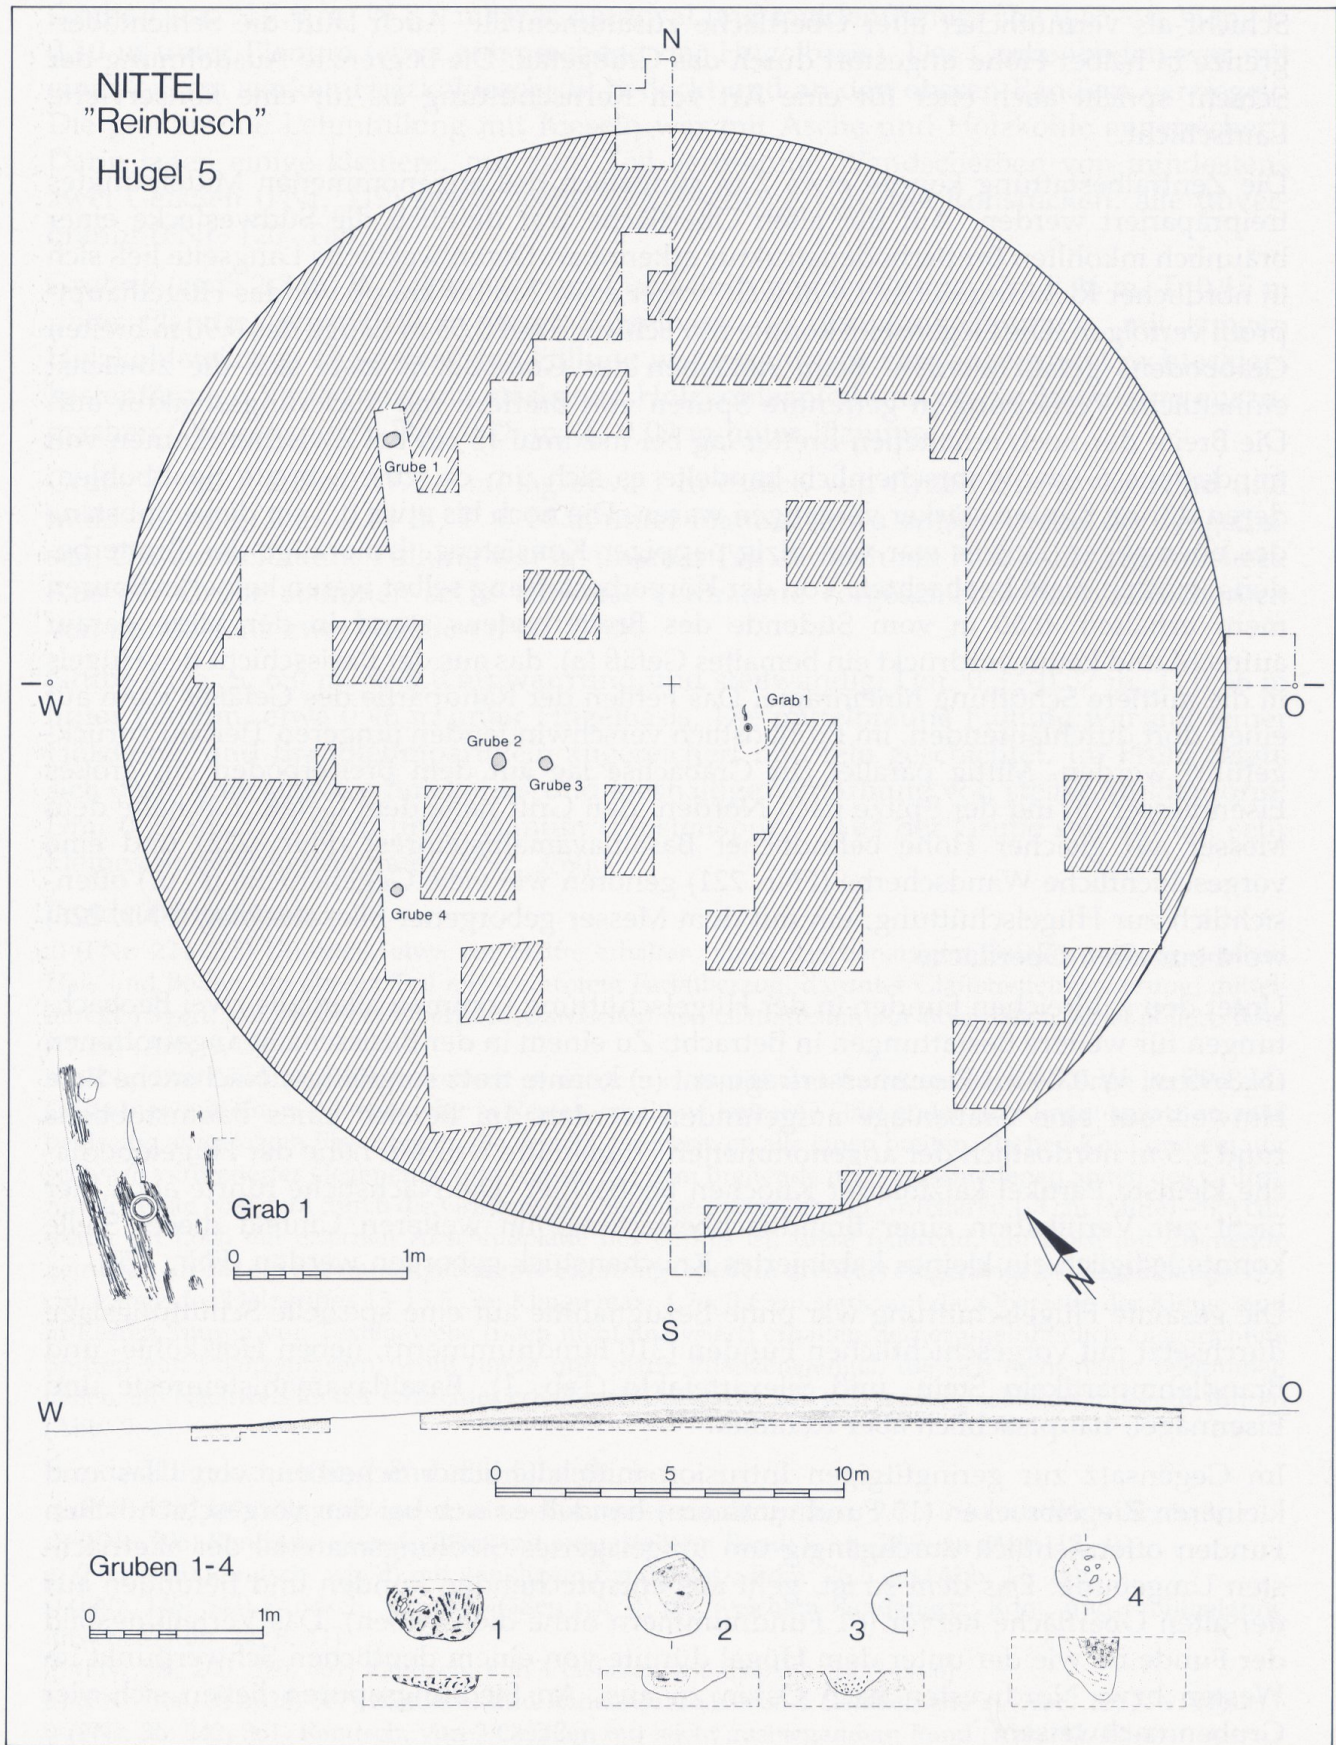 N
NITTEL
"Reinbüsch"
Hügel 5
Grube 1
W
Grab 1
O
Grube 2
Grube 3
Grube 4
Grab 1
0 1m
N
S
W
O
0 5 10m
Gruben 1-4
0 1m
1
2
3
4